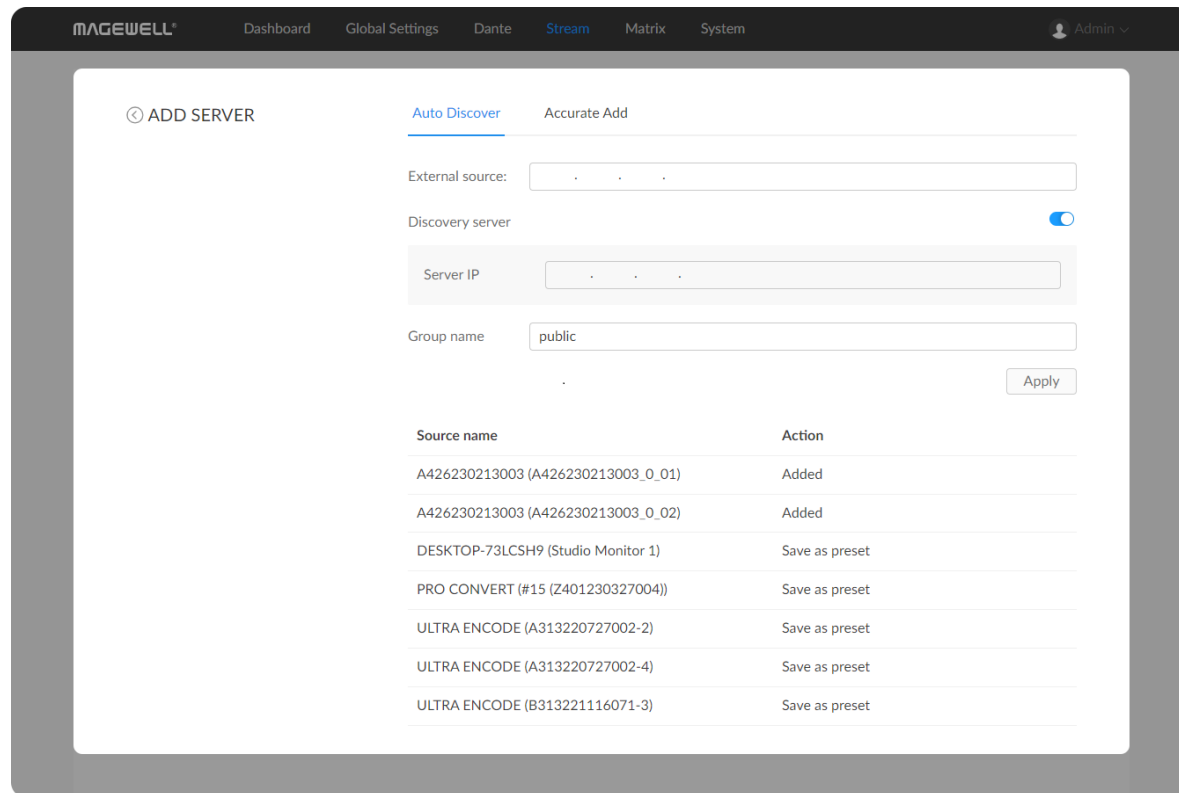 MAGEWELL® Dashboard Global Settings Dante Stream Matrix System Admin
ADD SERVER
Auto Discover Accurate Add
External source: . . .
Discovery server
Server IP . . .
Group name public
. Apply
Source name Action
A426230213003 (A426230213003_0_01) Added
A426230213003 (A426230213003_0_02) Added
DESKTOP-73LCSH9 (Studio Monitor 1) Save as preset
PRO CONVERT (#15 (Z401230327004)) Save as preset
ULTRA ENCODE (A313220727002-2) Save as preset
ULTRA ENCODE (A313220727002-4) Save as preset
ULTRA ENCODE (B313221116071-3) Save as preset